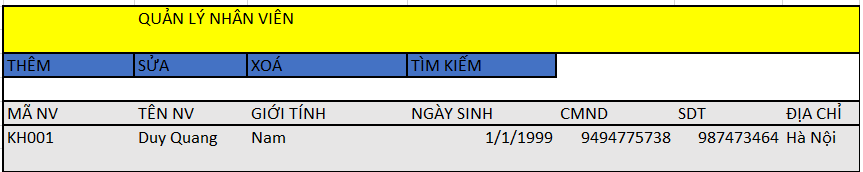 QUẢN LÝ NHÂN VIÊN
THÊM SỬA XOÁ TÌM KIẾM
MÃ NV TÊN NV GIỚI TÍNH NGÀY SINH CMND SDT ĐỊA CHỈ
KH001 Duy Quang Nam 1/1/1999 9494775738 987473464 Hà Nội